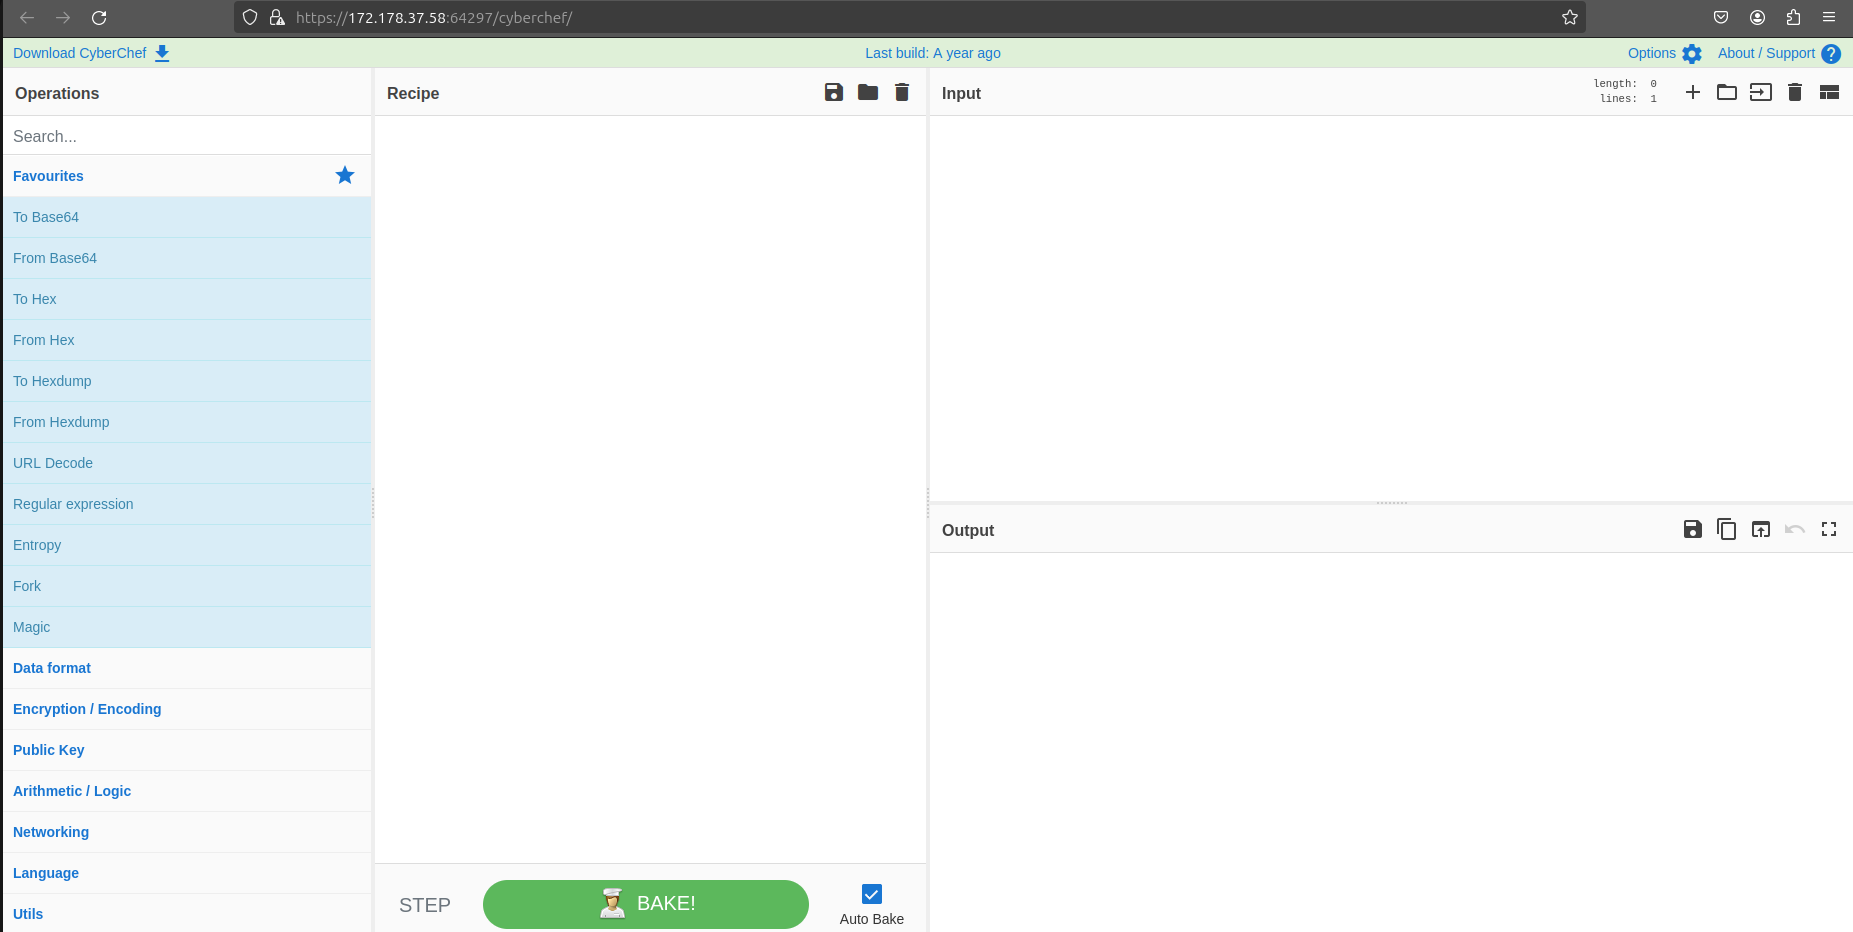 https://172.178.37.58:64297/cyberchef/
Download CyberChef
Last build: A year ago
Options
About / Support
Operations
Search...
Favourites
To Base64
From Base64
To Hex
From Hex
To Hexdump
From Hexdump
URL Decode
Regular expression
Entropy
Fork
Magic
Data format
Encryption / Encoding
Public Key
Arithmetic / Logic
Networking
Language
Utils
Recipe
STEP
BAKE!
Auto Bake
Input
length: 0
lines: 1
Output